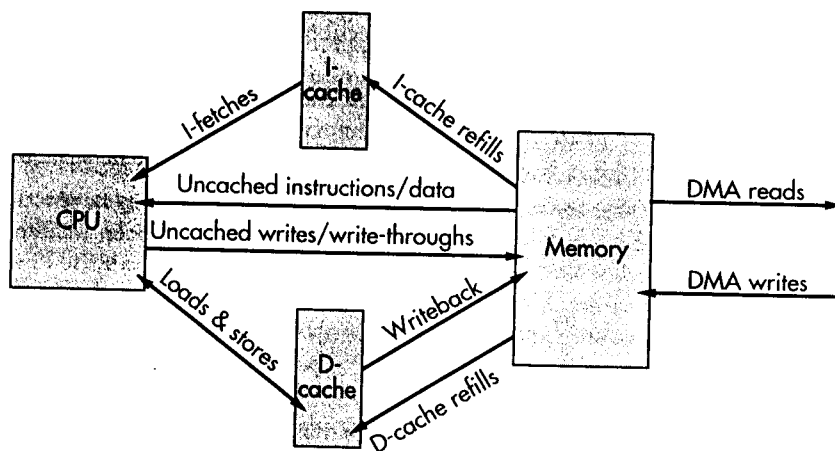 I-
cache
I-fetches
I-cache refills
Uncached instructions/data
DMA reads
CPU
Uncached writes/write-throughs
Memory
Loads & stores
Writeback
DMA writes
D-
cache
D-cache refills